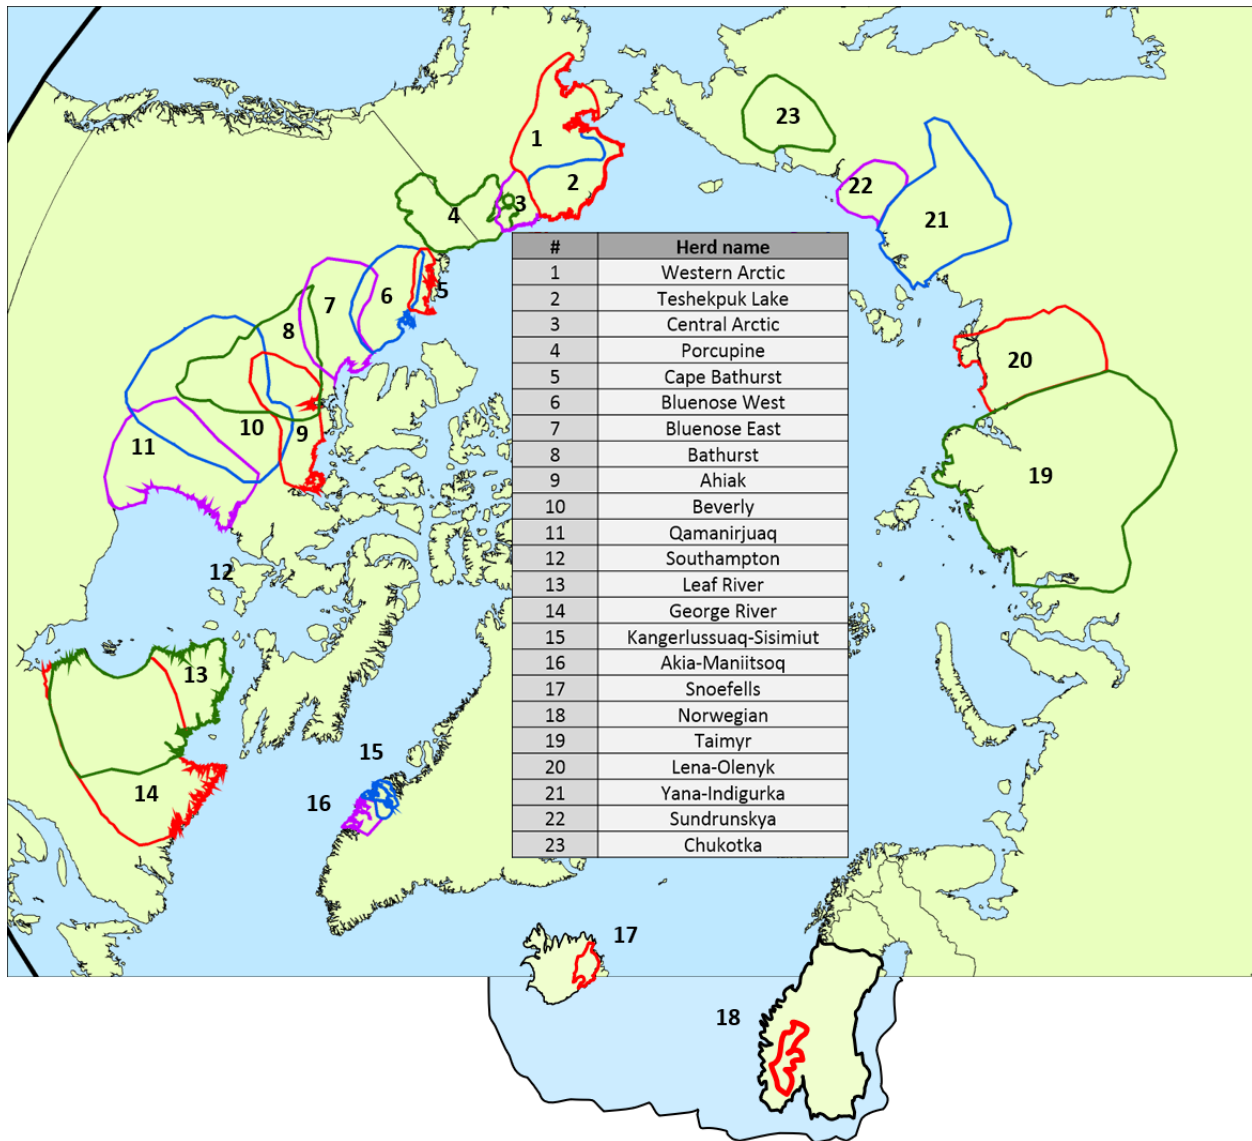 23
1
22
2
3
4
21
# Herd name
1 Western Arctic
2 Teshekpuk Lake
3 Central Arctic
4 Porcupine
5 Cape Bathurst
6 Bluenose West
7 Bluenose East
8 Bathurst
9 Ahiak
10 Beverly
11 Qamanirjuaq
12 Southampton
13 Leaf River
14 George River
15 Kangerlussuaq-Sisimiut
16 Akia-Maniitsoq
17 Snoefells
18 Norwegian
19 Taimyr
20 Lena-Olenyk
21 Yana-Indigurka
22 Sundrunskya
23 Chukotka
5
6
7
8
20
10
9
11
19
12
13
15
14
16
17
18